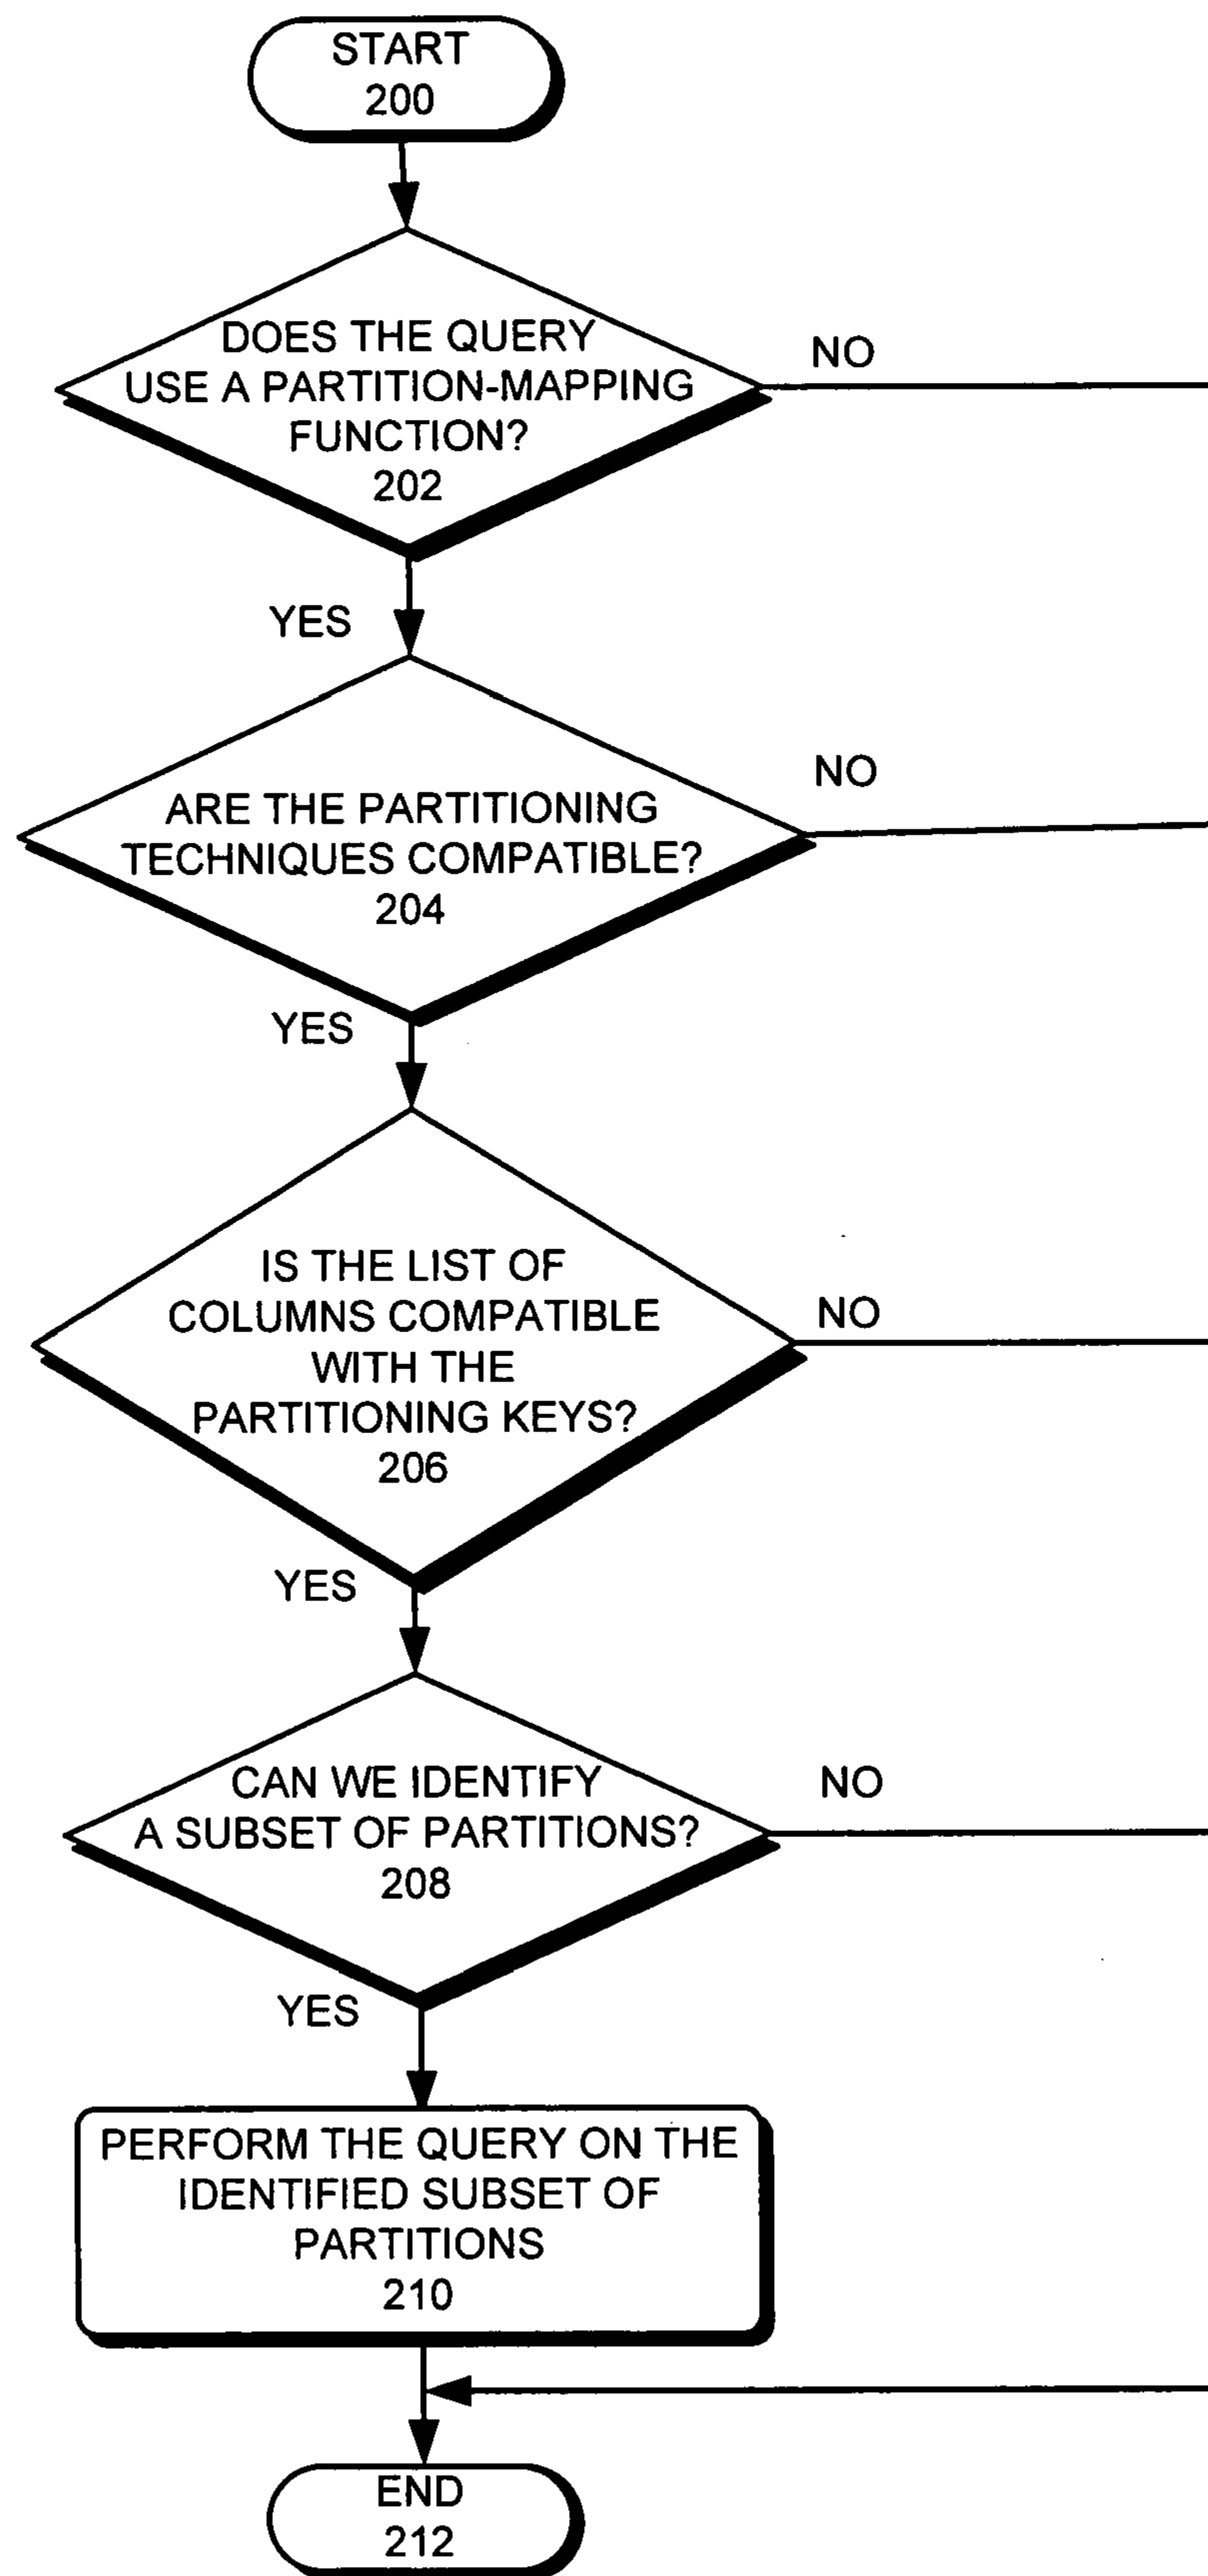 START
200
DOES THE QUERY
USE A PARTITION-MAPPING
FUNCTION?
202
NO
YES
ARE THE PARTITIONING
TECHNIQUES COMPATIBLE?
204
NO
YES
IS THE LIST OF
COLUMNS COMPATIBLE
WITH THE
PARTITIONING KEYS?
206
NO
YES
CAN WE IDENTIFY
A SUBSET OF PARTITIONS?
208
NO
YES
PERFORM THE QUERY ON THE
IDENTIFIED SUBSET OF
PARTITIONS
210
END
212